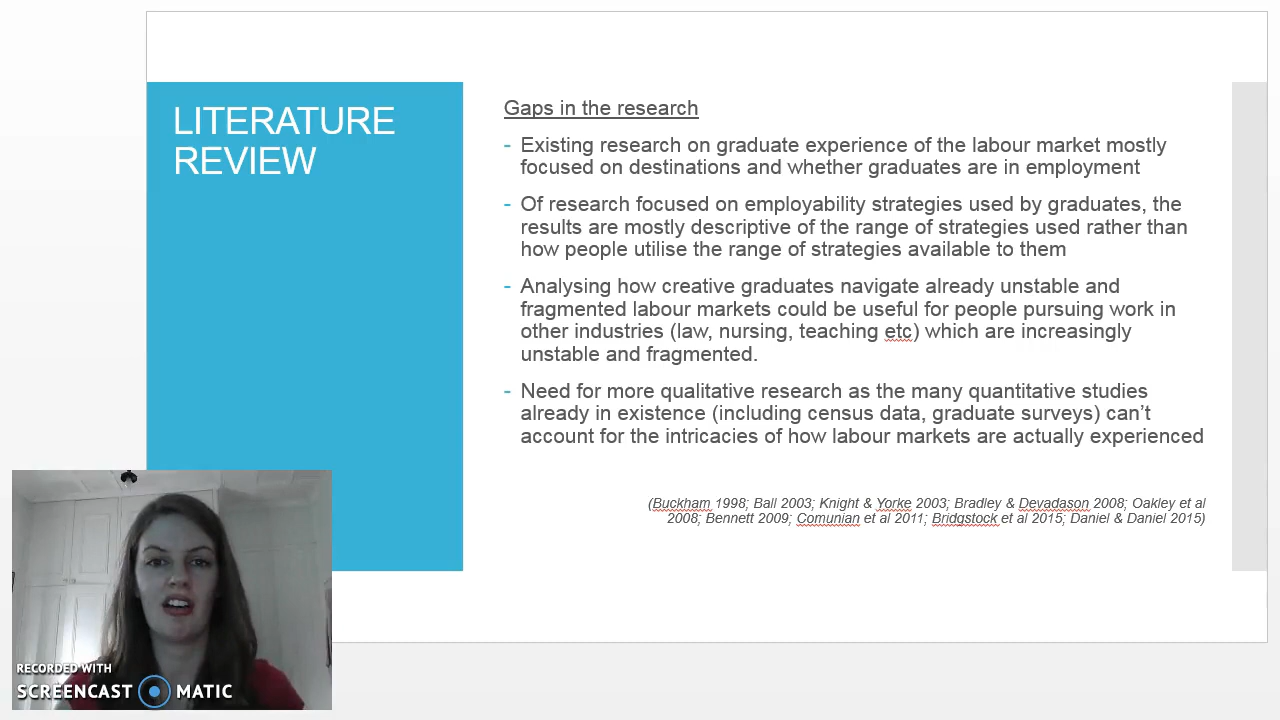 LITERATURE
REVIEW
Gaps in the research
- Existing research on graduate experience of the labour market mostly
focused on destinations and whether graduates are in employment
- Of research focused on employability strategies used by graduates, the
results are mostly descriptive of the range of strategies used rather than
how people utilise the range of strategies available to them
- Analysing how creative graduates navigate already unstable and
fragmented labour markets could be useful for people pursuing work in
other industries (law, nursing, teaching etc) which are increasingly
unstable and fragmented.
- Need for more qualitative research as the many quantitative studies
already in existence (including census data, graduate surveys) can't
account for the intricacies of how labour markets are actually experienced
(Buckham 1998; Ball 2003; Knight & Yorke 2003; Bradley & Devadason 2008; Oakley et al
2008; Bennett 2009; Comunian et al 2011; Bridgstock et al 2015; Daniel & Daniel 2015)
RECORDED WITH
SCREENCAST MATIC